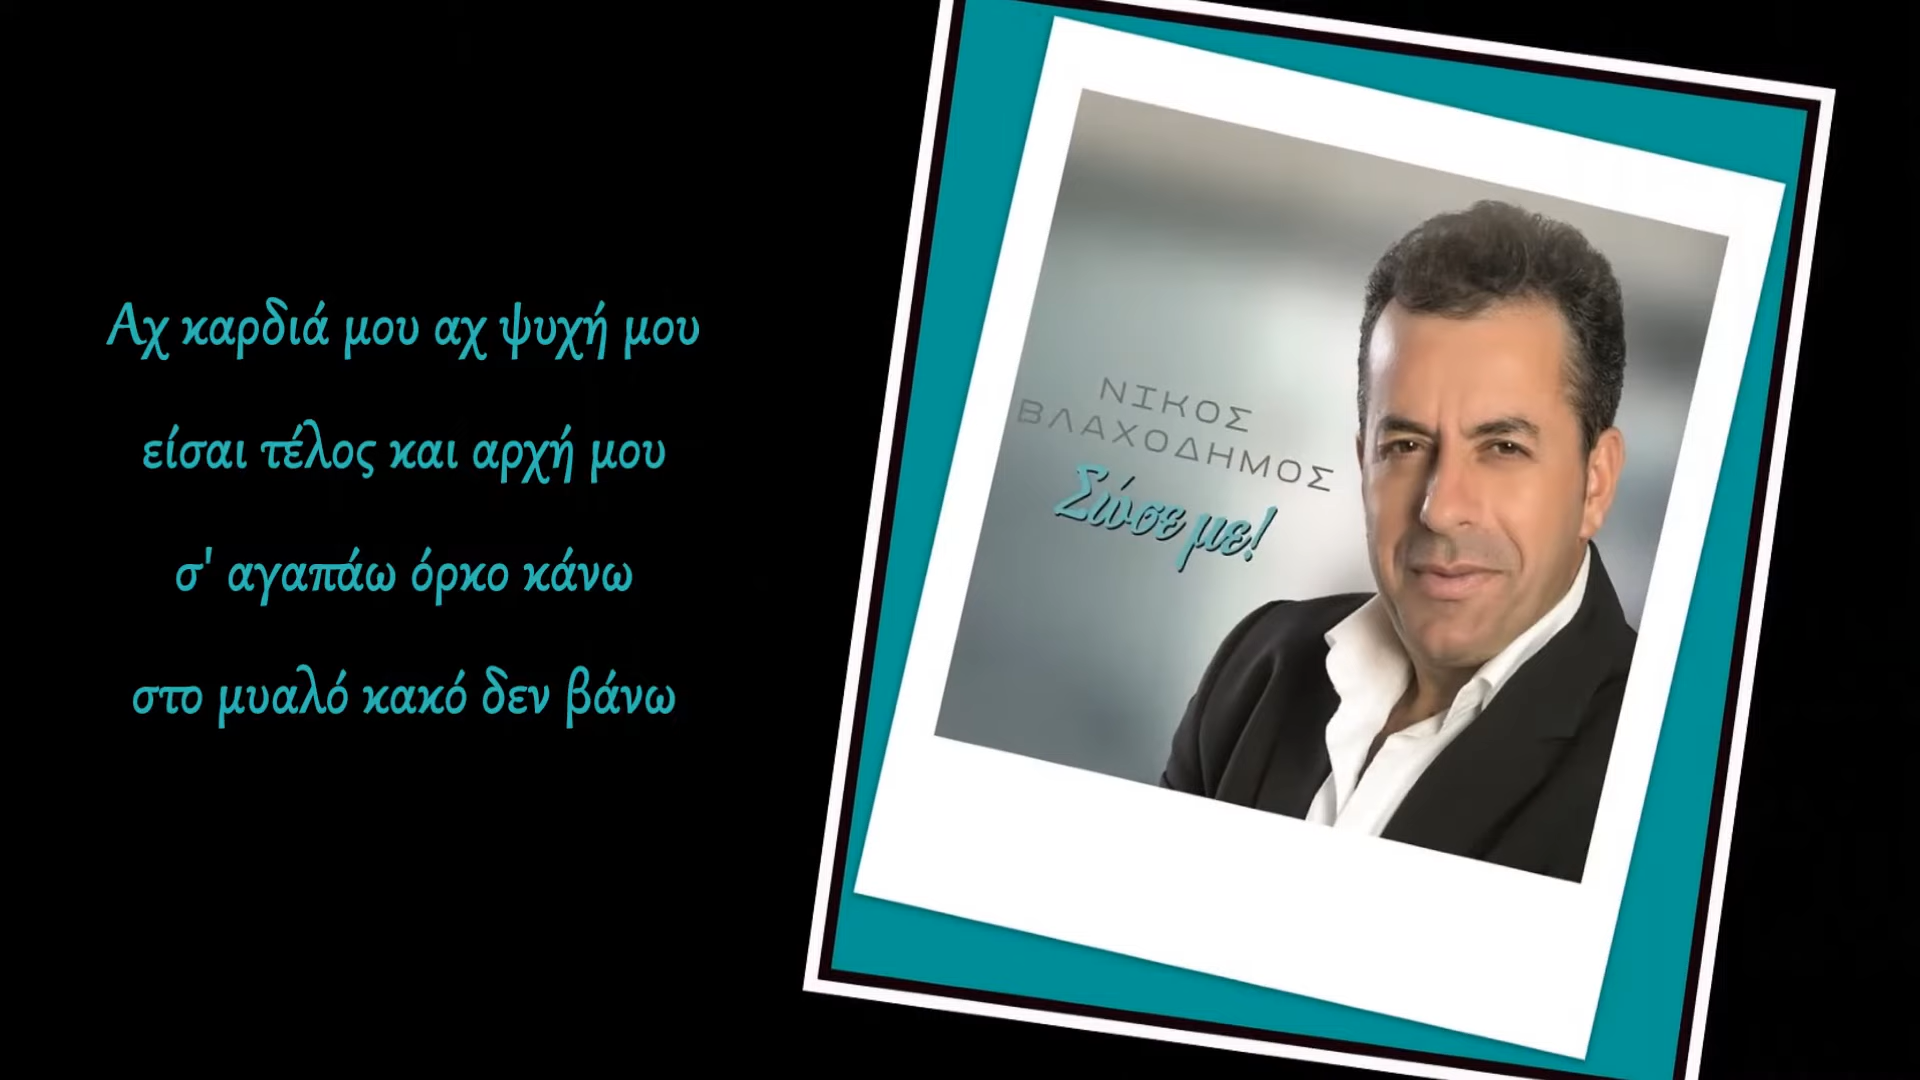 Αχ καρδιά μου αχ ψυχή μου
είσαι τέλος και αρχή μου
σ' αγαπάω όρκο κάνω
στο μυαλό κακό δεν βάνω
ΝΙΚΟΣ
ΒΛΑΧΟΔΗΜΟΣ
Σώσε με!